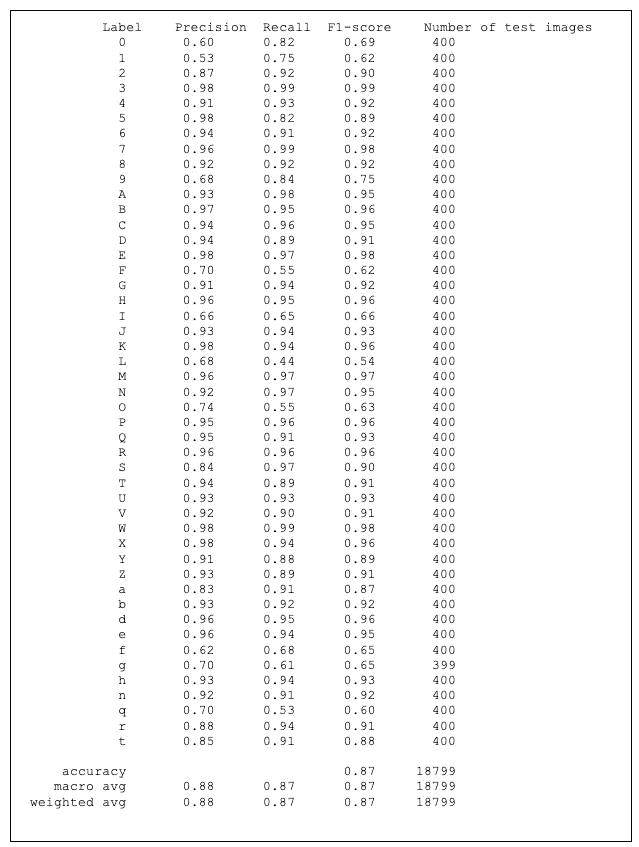 Label Precision Recall F1-score Number of test images
0 0.60 0.82 0.69 400
1 0.53 0.75 0.62 400
2 0.87 0.92 0.90 400
3 0.98 0.99 0.99 400
4 0.91 0.93 0.92 400
5 0.98 0.82 0.89 400
6 0.94 0.91 0.92 400
7 0.96 0.99 0.98 400
8 0.92 0.92 0.92 400
9 0.68 0.84 0.75 400
A 0.93 0.98 0.95 400
B 0.97 0.95 0.96 400
C 0.94 0.96 0.95 400
D 0.94 0.89 0.91 400
E 0.98 0.97 0.98 400
F 0.70 0.55 0.62 400
G 0.91 0.94 0.92 400
H 0.96 0.95 0.96 400
I 0.66 0.65 0.66 400
J 0.93 0.94 0.93 400
K 0.98 0.94 0.96 400
L 0.68 0.44 0.54 400
M 0.96 0.97 0.97 400
N 0.92 0.97 0.95 400
O 0.74 0.55 0.63 400
P 0.95 0.96 0.96 400
Q 0.95 0.91 0.93 400
R 0.96 0.96 0.96 400
S 0.84 0.97 0.90 400
T 0.94 0.89 0.91 400
U 0.93 0.93 0.93 400
V 0.92 0.90 0.91 400
W 0.98 0.99 0.98 400
X 0.98 0.94 0.96 400
Y 0.91 0.88 0.89 400
Z 0.93 0.89 0.91 400
a 0.83 0.91 0.87 400
b 0.93 0.92 0.92 400
d 0.96 0.95 0.96 400
e 0.96 0.94 0.95 400
f 0.62 0.68 0.65 400
g 0.70 0.61 0.65 399
h 0.93 0.94 0.93 400
n 0.92 0.91 0.92 400
q 0.70 0.53 0.60 400
r 0.88 0.94 0.91 400
t 0.85 0.91 0.88 400
accuracy 0.87 18799
macro avg 0.88 0.87 0.87 18799
weighted avg 0.88 0.87 0.87 18799